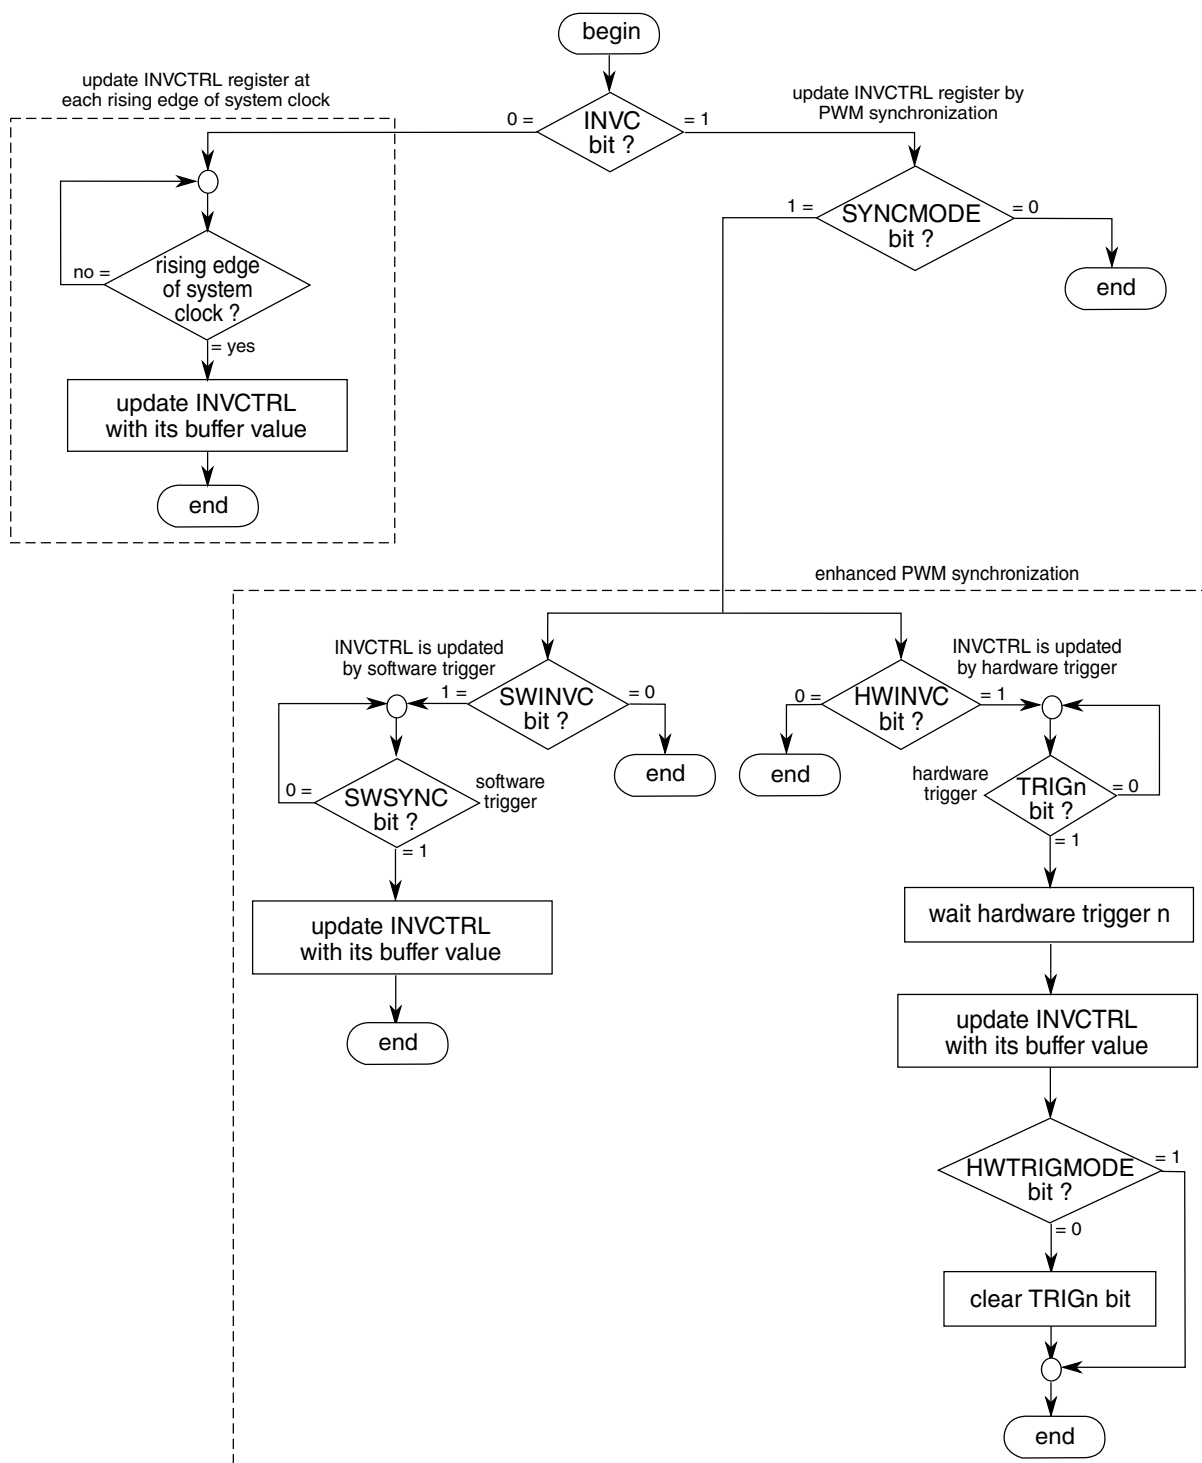 begin
update INVCTRL register at
each rising edge of system clock
update INVCTRL register by
PWM synchronization
0 =
INVC
bit ?
= 1
1 =
SYNCMODE
bit ?
= 0
end
no =
rising edge
of system
clock ?
= yes
update INVCTRL
with its buffer value
end
enhanced PWM synchronization
INVCTRL is updated
by software trigger
1 =
SWINVC
bit ?
= 0
end
0 =
SWSYNC
bit ?
software
trigger
= 1
update INVCTRL
with its buffer value
end
INVCTRL is updated
by hardware trigger
0 =
HWINVC
bit ?
= 1
end
hardware
trigger
TRIGn
bit ?
= 0
= 1
wait hardware trigger n
update INVCTRL
with its buffer value
HWTRIGMODE
bit ?
= 1
= 0
clear TRIGn bit
end